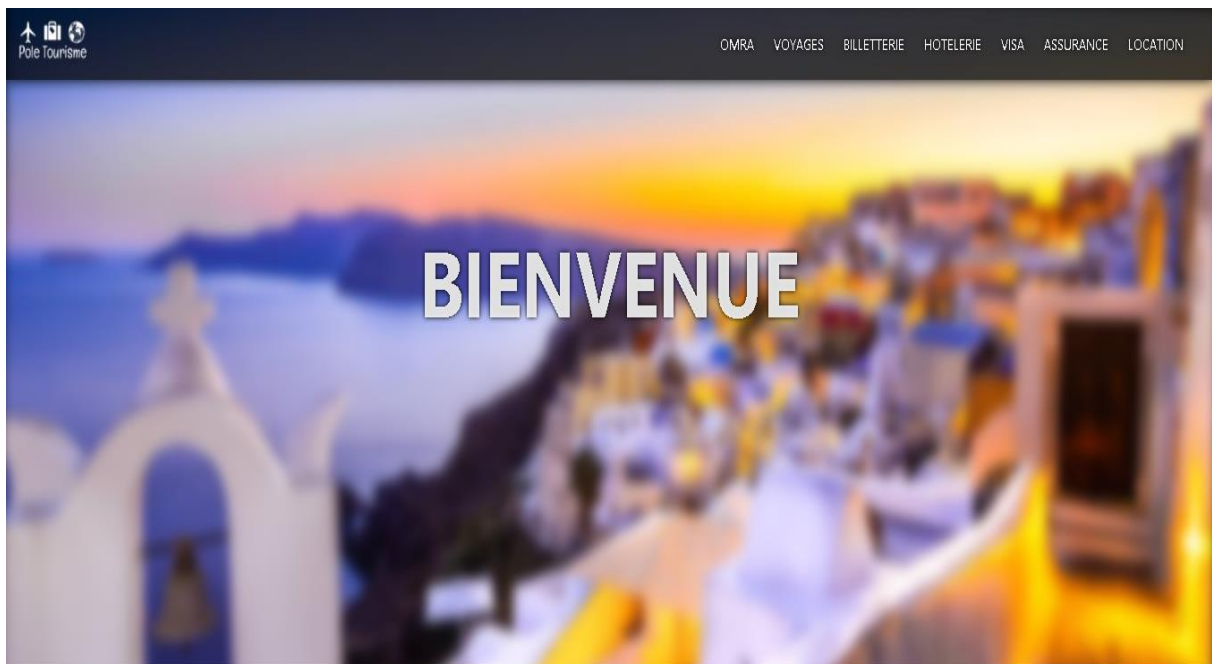 Pole Tourisme
OMRA VOYAGES BILLETTERIE HOTELERIE VISA ASSURANCE LOCATION
BIENVENUE